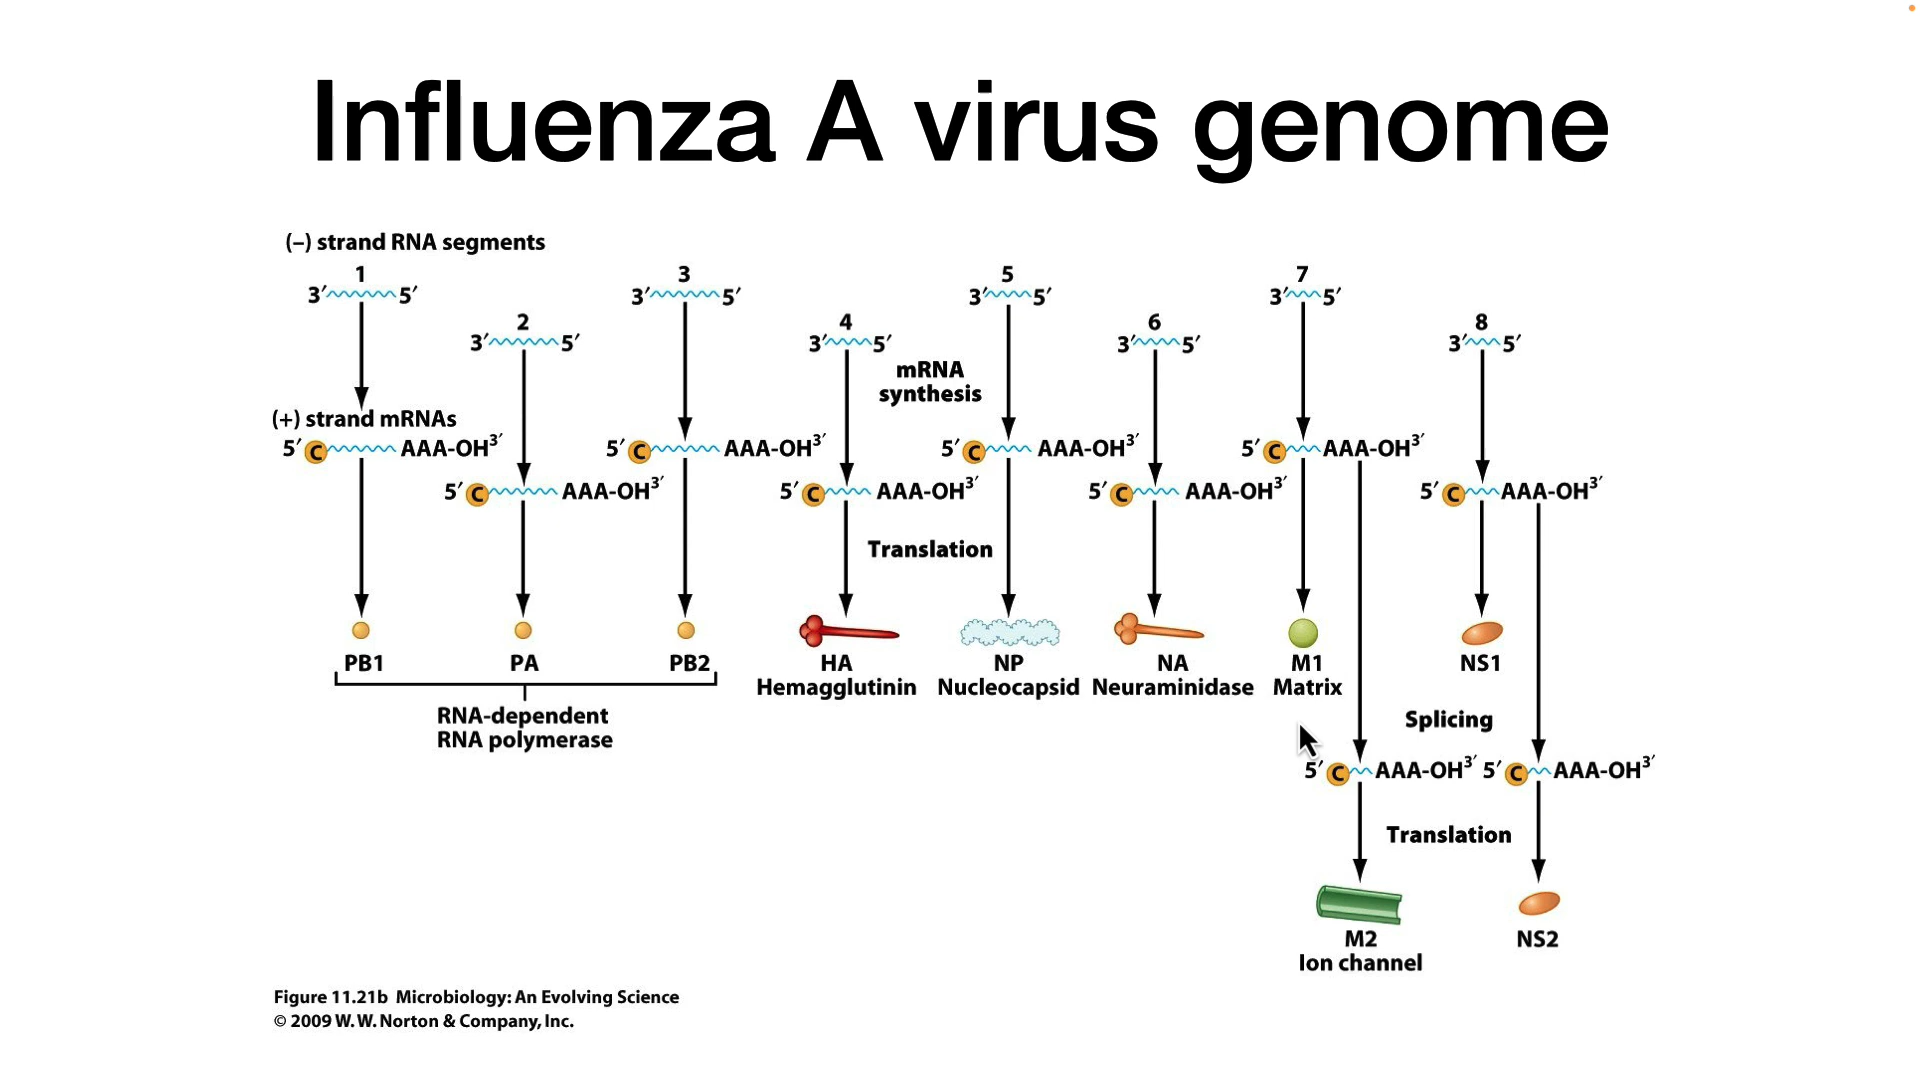 Influenza A virus genome
(–) strand RNA segments
1
3′ 5′
2
3′ 5′
3
3′ 5′
4
3′ 5′
5
3′ 5′
6
3′ 5′
7
3′ 5′
8
3′ 5′
mRNA
synthesis
(+) strand mRNAs
5′ C AAA-OH3′
5′ C AAA-OH3′
5′ C AAA-OH3′
5′ C AAA-OH3′
5′ C AAA-OH3′
5′ C AAA-OH3′
5′ C AAA-OH3′
5′ C AAA-OH3′
Translation
PB1
PA
PB2
RNA-dependent
RNA polymerase
HA
Hemagglutinin
NP
Nucleocapsid
NA
Neuraminidase
M1
Matrix
NS1
Splicing
5′ C AAA-OH3′
5′ C AAA-OH3′
Translation
M2
Ion channel
NS2
Figure 11.21b Microbiology: An Evolving Science
© 2009 W. W. Norton & Company, Inc.